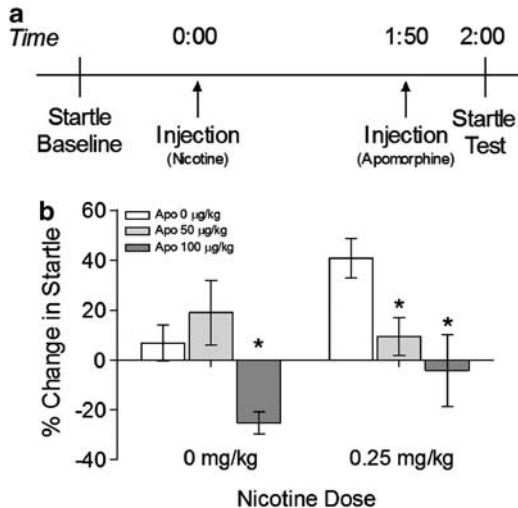 a
Time 0:00 1:50 2:00
Startle Baseline
Injection (Nicotine)
Injection (Apomorphine)
Startle Test
b
60
40
20
0
-20
-40
% Change in Startle
Apo 0 µg/kg
Apo 50 µg/kg
Apo 100 µg/kg
*
*
*
0 mg/kg 0.25 mg/kg
Nicotine Dose